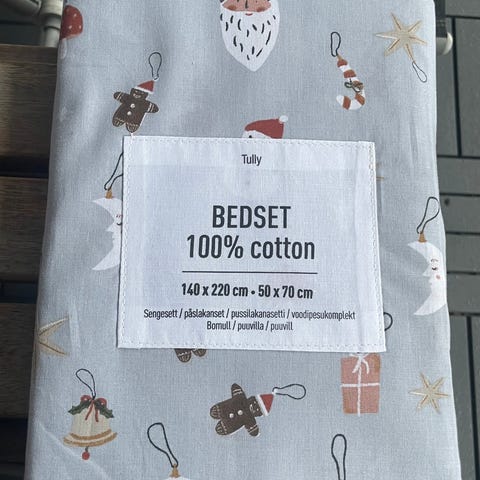 Tully
BEDSET
100% cotton
140 x 220 cm • 50 x 70 cm
Sengesett / påslakanset / pussilakanasetti / voodipesukomplekt
Bomull / puuvilla / puuvill